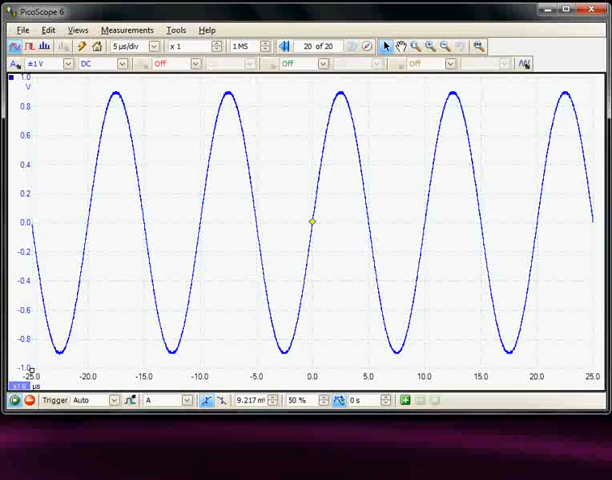 PicoScope 6
File Edit Views Measurements Tools Help
5 µs/div x 1 1 MS 20 of 20
A ±1 V DC Off Off Off
1.0
V
0.8
0.6
0.4
0.2
0.0
-0.2
-0.4
-0.6
-0.8
-1.0
-25.0 -20.0 -15.0 -10.0 -5.0 0.0 5.0 10.0 15.0 20.0 25.0
x1.0 µs
Trigger Auto A 9.217 m 50 % 0 s